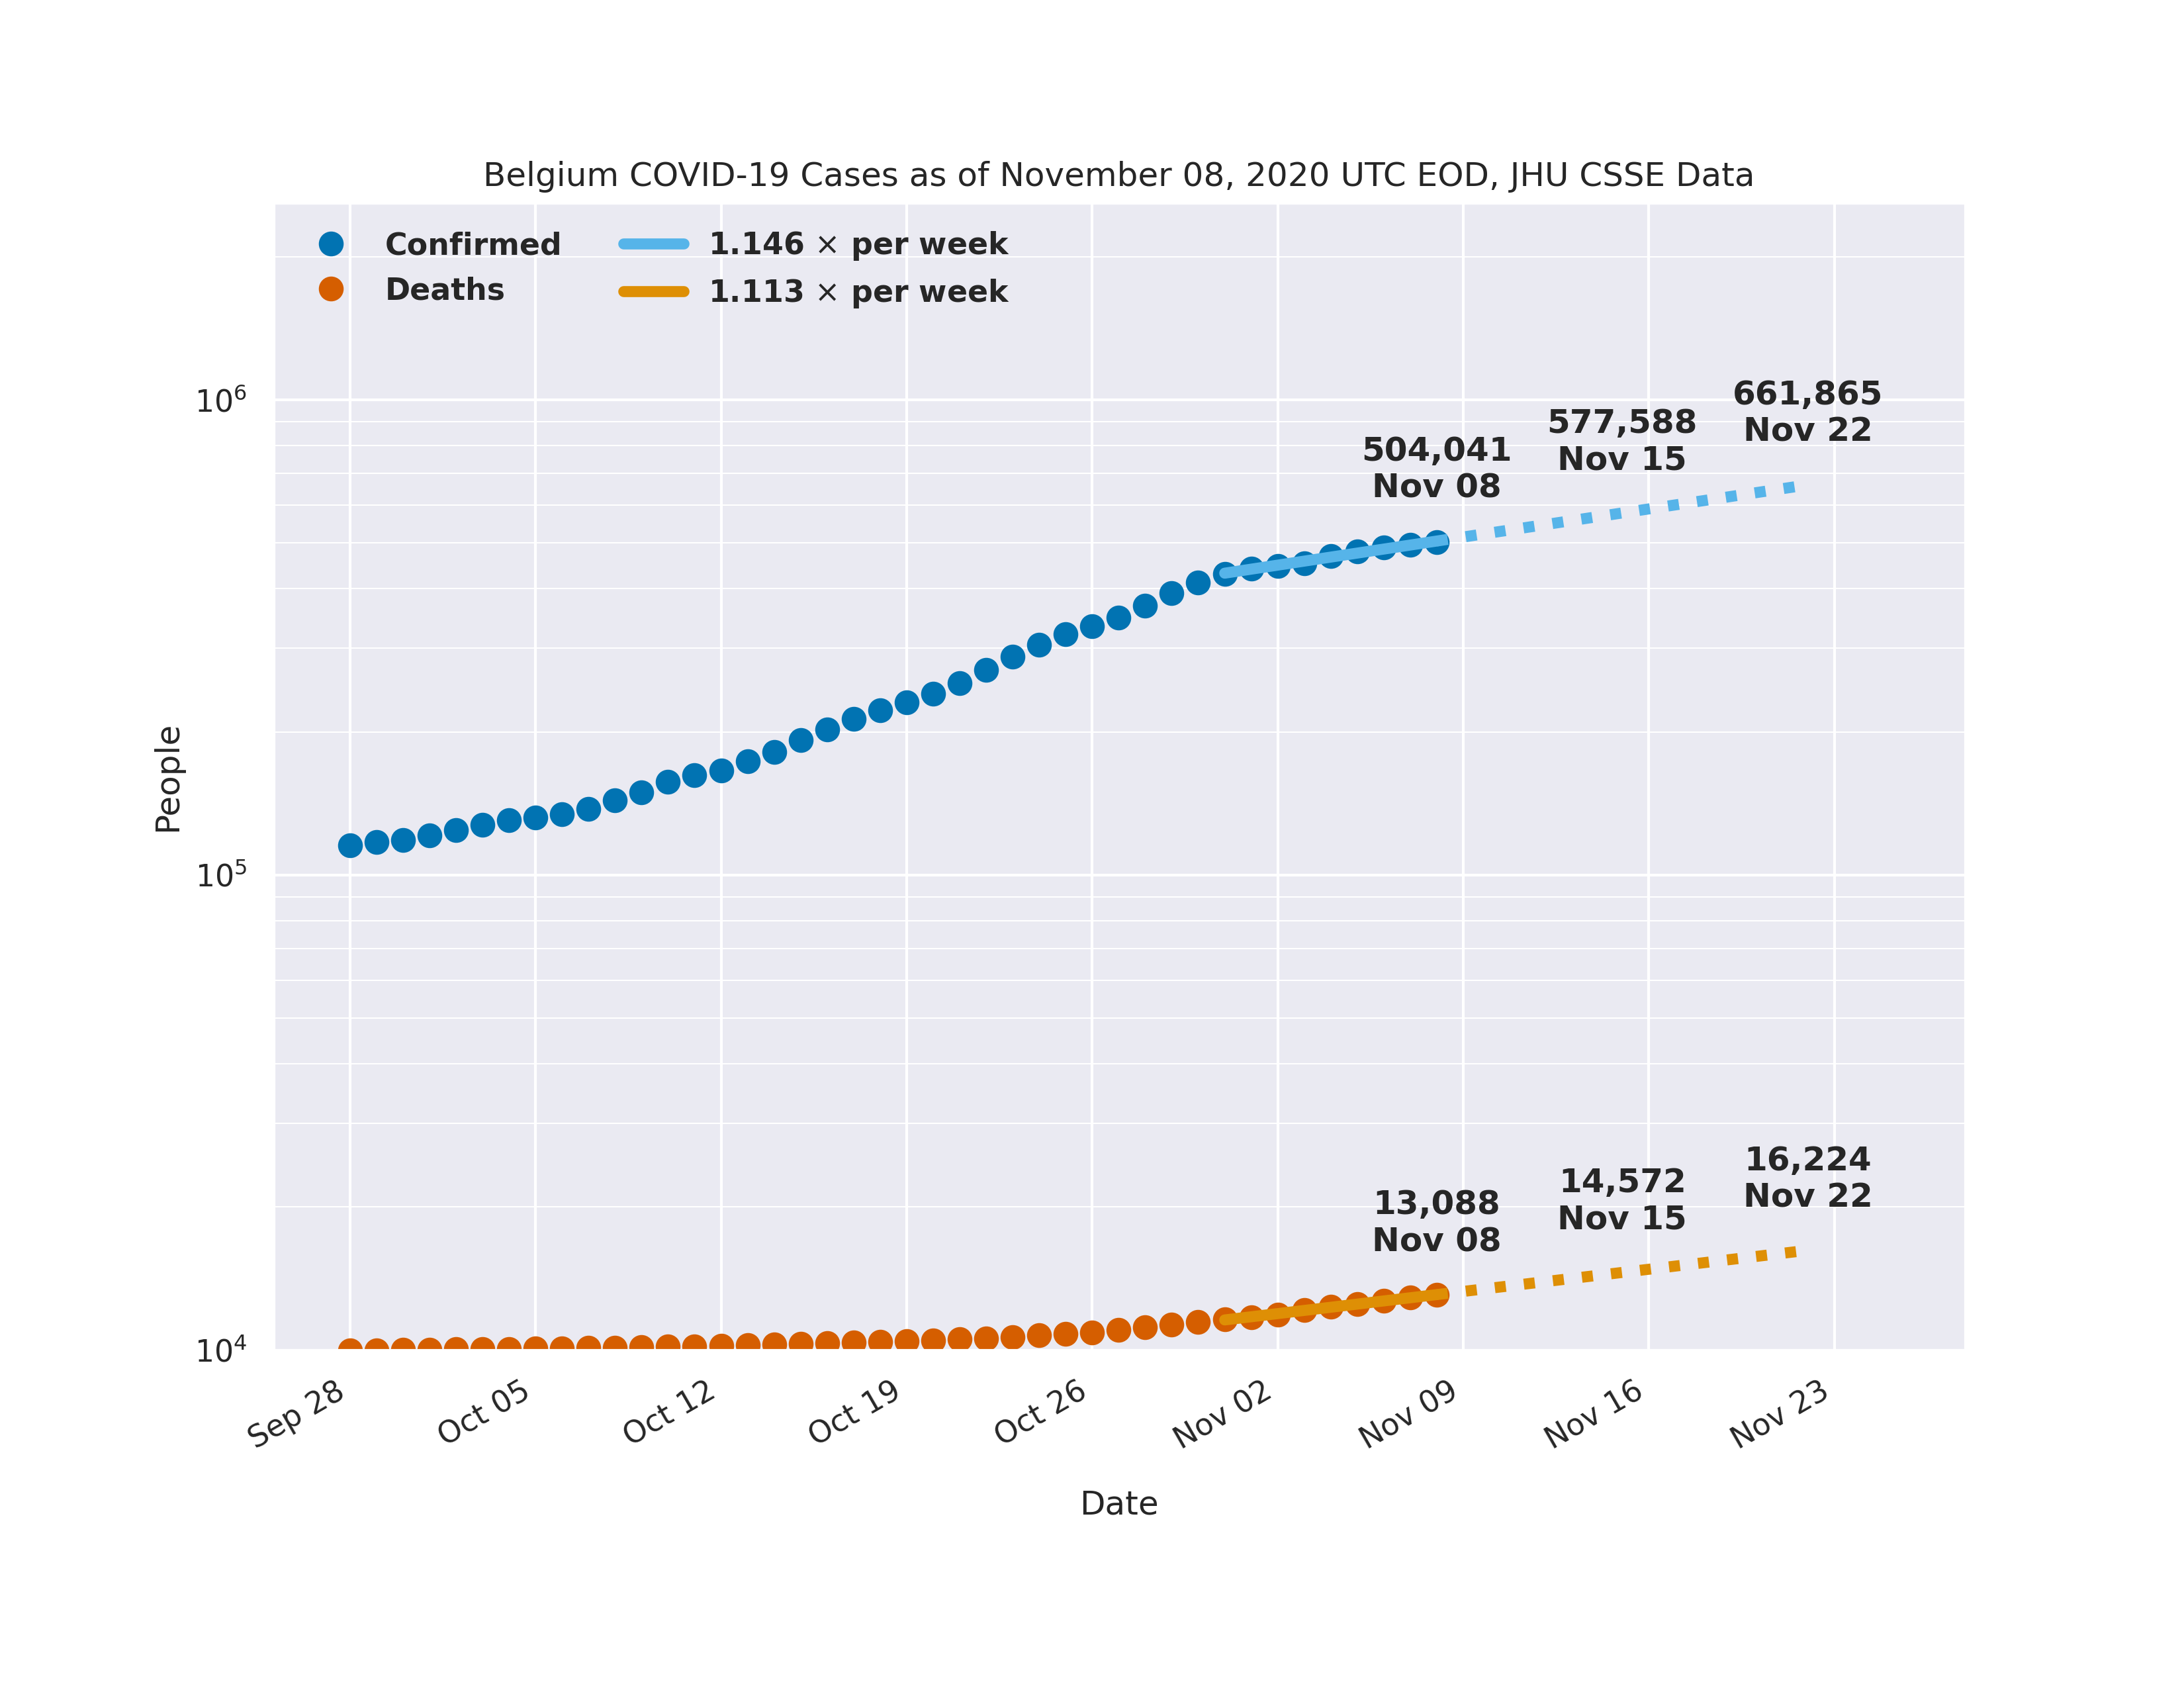 Belgium COVID-19 Cases as of November 08, 2020 UTC EOD, JHU CSSE Data
Confirmed
Deaths
1.146 × per week
1.113 × per week
10⁶
10⁵
10⁴
People
504,041
Nov 08
577,588
Nov 15
661,865
Nov 22
13,088
Nov 08
14,572
Nov 15
16,224
Nov 22
Sep 28
Oct 05
Oct 12
Oct 19
Oct 26
Nov 02
Nov 09
Nov 16
Nov 23
Date